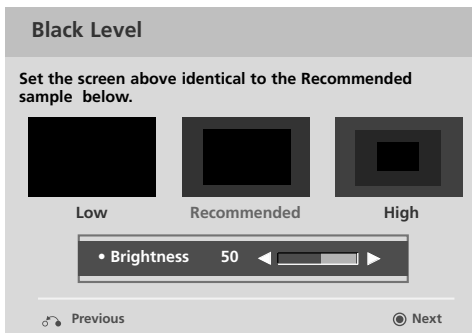 Black Level
Set the screen above identical to the Recommended
sample below.
Low Recommended High
• Brightness 50
Previous Next